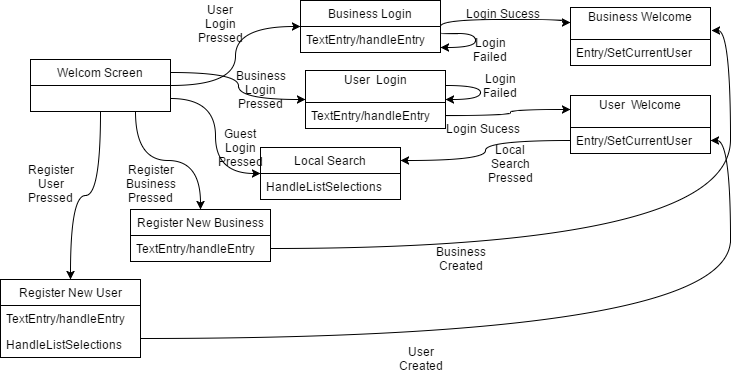 User
Login
Pressed
Business Login
TextEntry/handleEntry
Login Sucess
Login
Failed
Business Welcome
Entry/SetCurrentUser
Welcom Screen
Business
Login
Pressed
User  Login
TextEntry/handleEntry
Login
Failed
Login Sucess
User  Welcome
Entry/SetCurrentUser
Guest
Login
Pressed
Local Search
HandleListSelections
Local
Search
Pressed
Register
User
Pressed
Register
Business
Pressed
Register New Business
TextEntry/handleEntry
Business
Created
Register New User
TextEntry/handleEntry
HandleListSelections
User
Created